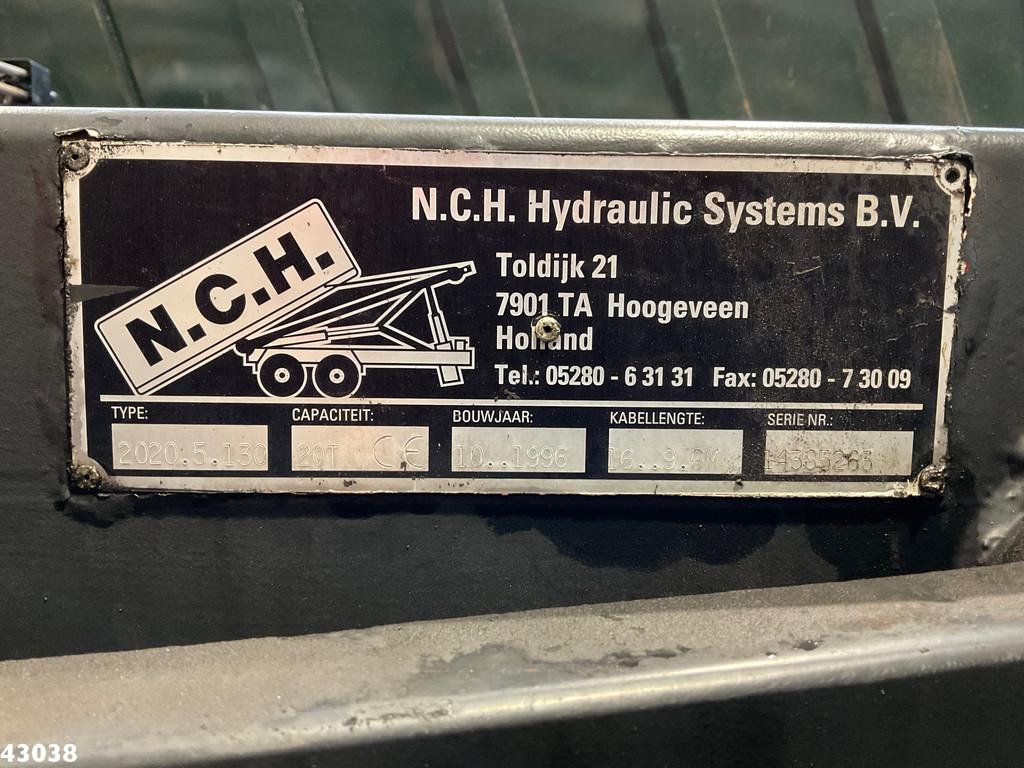 N.C.H. Hydraulic Systems B.V.
N.C.H.
Toldijk 21
7901 TA Hoogeveen
Holland
Tel.: 05280 - 6 31 31 Fax: 05280 - 7 30 09
TYPE: CAPACITEIT: BOUWJAAR: KABELLENGTE: SERIE NR.:
2020.5.130 20T CE 10..1996
43038